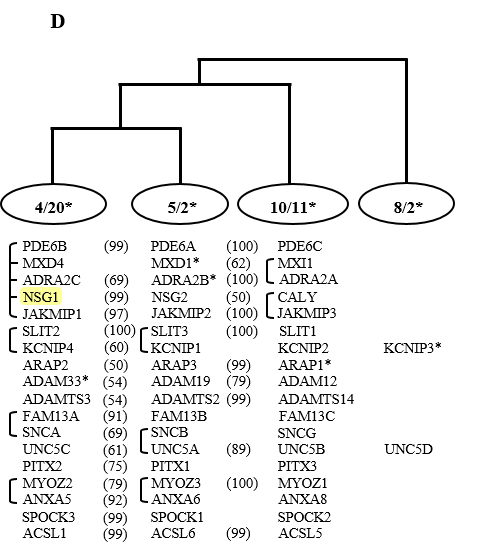 D
4/20* 5/2* 10/11* 8/2*
PDE6B (99) PDE6A (100) PDE6C
MXD4 MXD1* (62) MXI1
ADRA2C (69) ADRA2B* (100) ADRA2A
NSG1 (99) NSG2 (50) CALY
JAKMIP1 (97) JAKMIP2 (100) JAKMIP3
SLIT2 (100) SLIT3 (100) SLIT1
KCNIP4 (60) KCNIP1 KCNIP2 KCNIP3*
ARAP2 (50) ARAP3 (99) ARAP1*
ADAM33* (54) ADAM19 (79) ADAM12
ADAMTS3 (54) ADAMTS2 (99) ADAMTS14
FAM13A (91) FAM13B FAM13C
SNCA (69) SNCB SNCG
UNC5C (61) UNC5A (89) UNC5B UNC5D
PITX2 (75) PITX1 PITX3
MYOZ2 (79) MYOZ3 (100) MYOZ1
ANXA5 (92) ANXA6 ANXA8
SPOCK3 (99) SPOCK1 SPOCK2
ACSL1 (99) ACSL6 (99) ACSL5